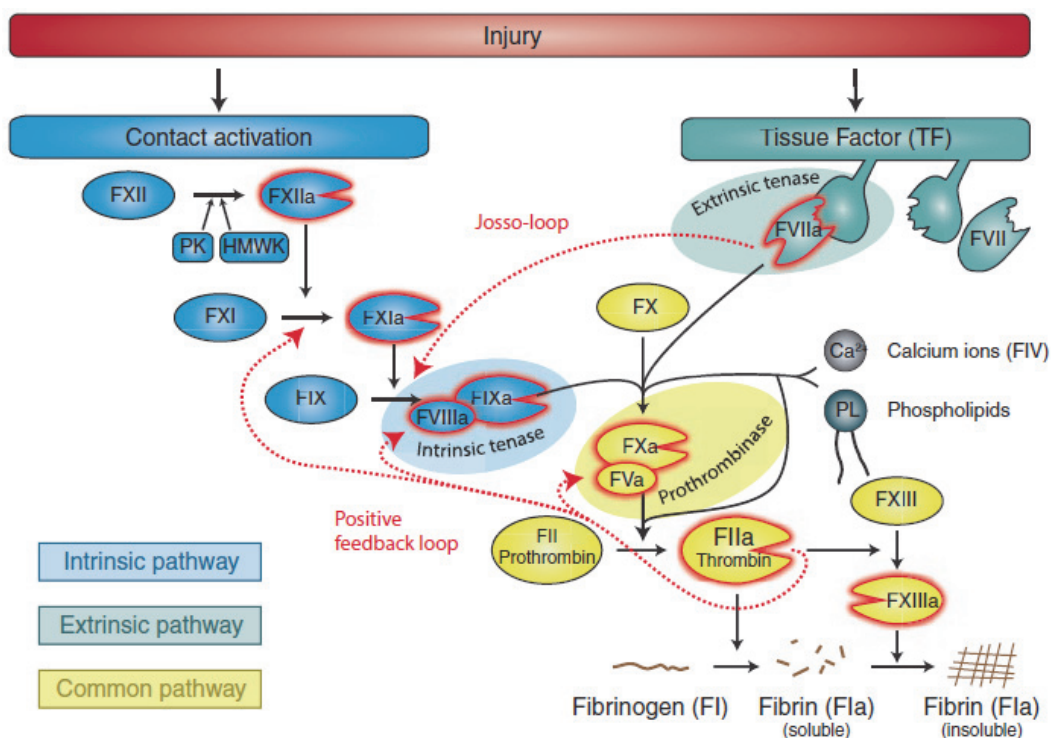 Injury
Contact activation
Tissue Factor (TF)
FXII
FXIIa
PK
HMWK
Josso-loop
Extrinsic tenase
FVIIa
FVII
FXI
FXIa
FX
Ca2+
Calcium ions (FIV)
FIX
FIXa
FVIIIa
Intrinsic tenase
PL
Phospholipids
FXa
FVa
Prothrombinase
FXIII
Positive
feedback loop
FII
Prothrombin
FIIa
Thrombin
FXIIIa
Intrinsic pathway
Extrinsic pathway
Common pathway
Fibrinogen (FI)
Fibrin (FIa)
(soluble)
Fibrin (FIa)
(insoluble)